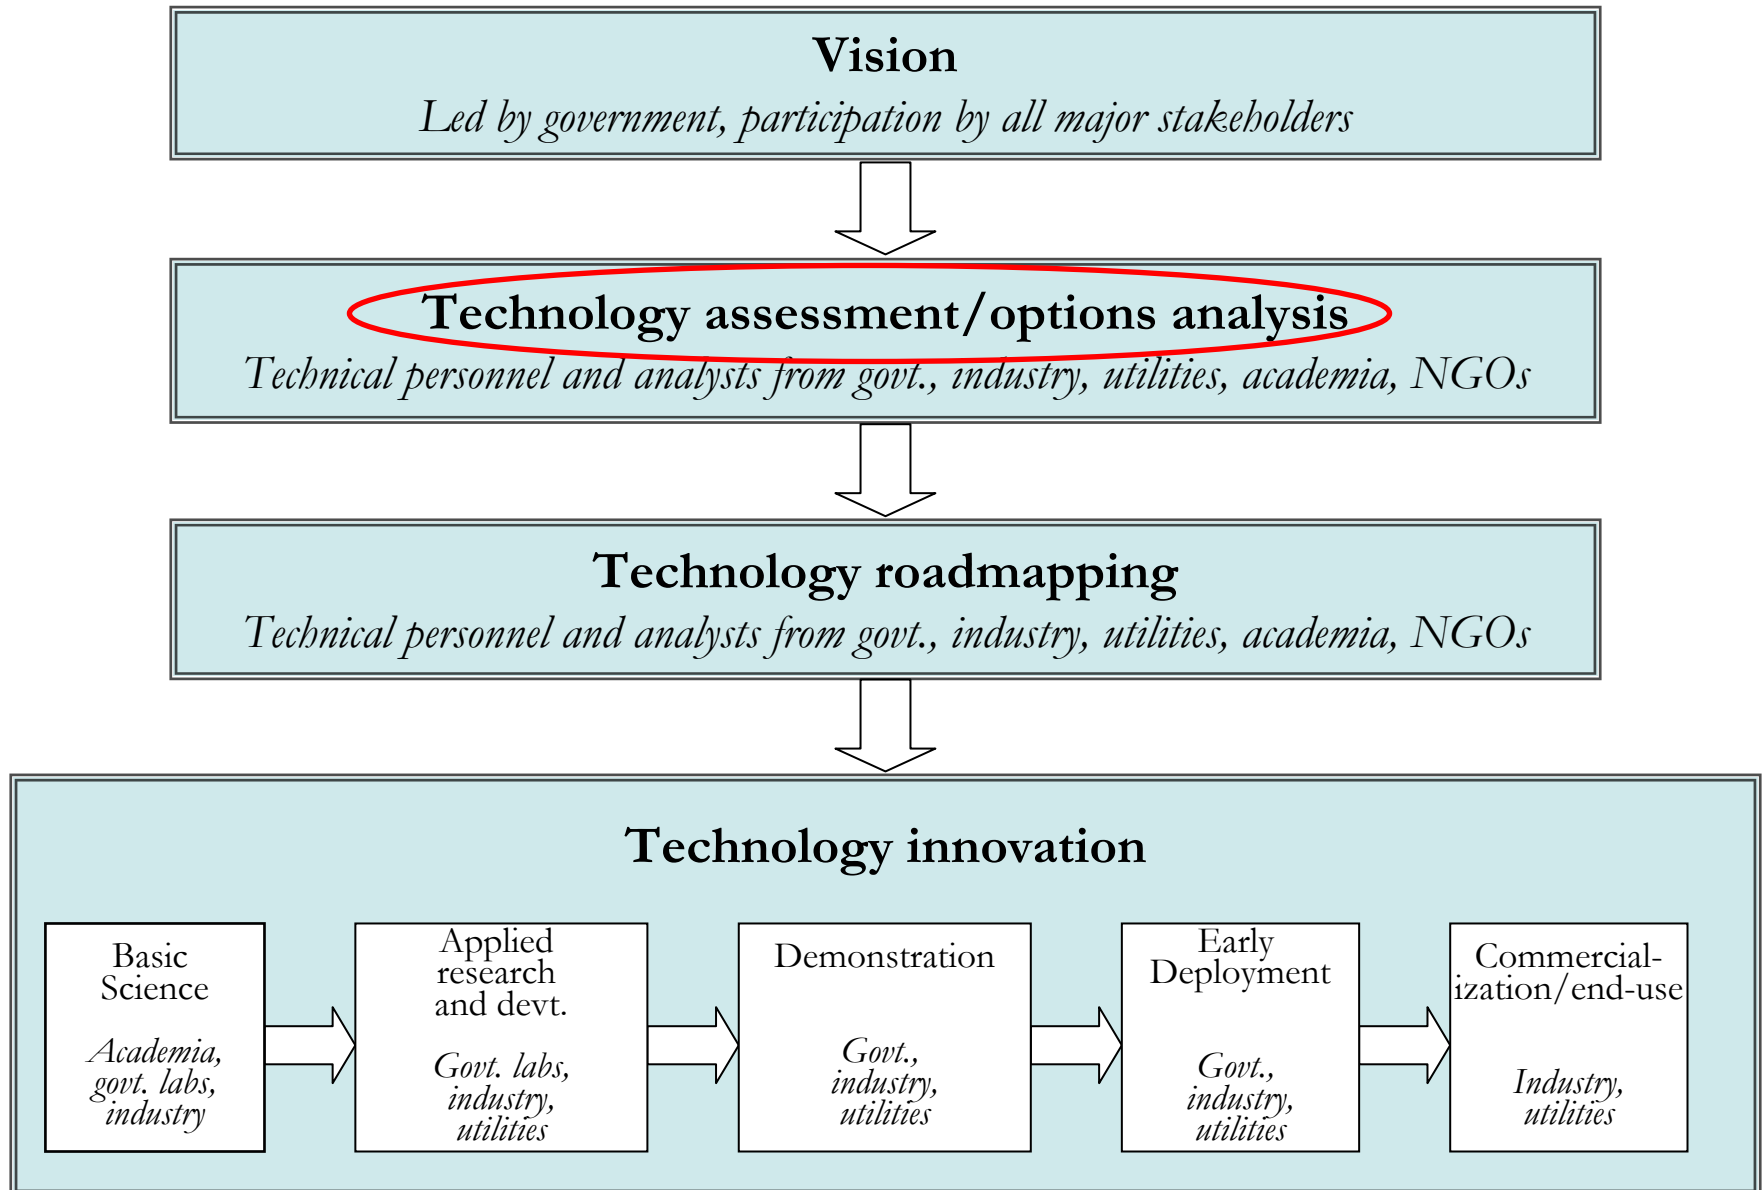 Vision
Led by government, participation by all major stakeholders
Technology assessment/options analysis
Technical personnel and analysts from govt., industry, utilities, academia, NGOs
Technology roadmapping
Technical personnel and analysts from govt., industry, utilities, academia, NGOs
Technology innovation
Basic
Science
Academia,
govt. labs,
industry
Applied
research
and devt.
Govt. labs,
industry,
utilities
Demonstration
Govt.,
industry,
utilities
Early
Deployment
Govt.,
industry,
utilities
Commercial-
ization/end-use
Industry,
utilities